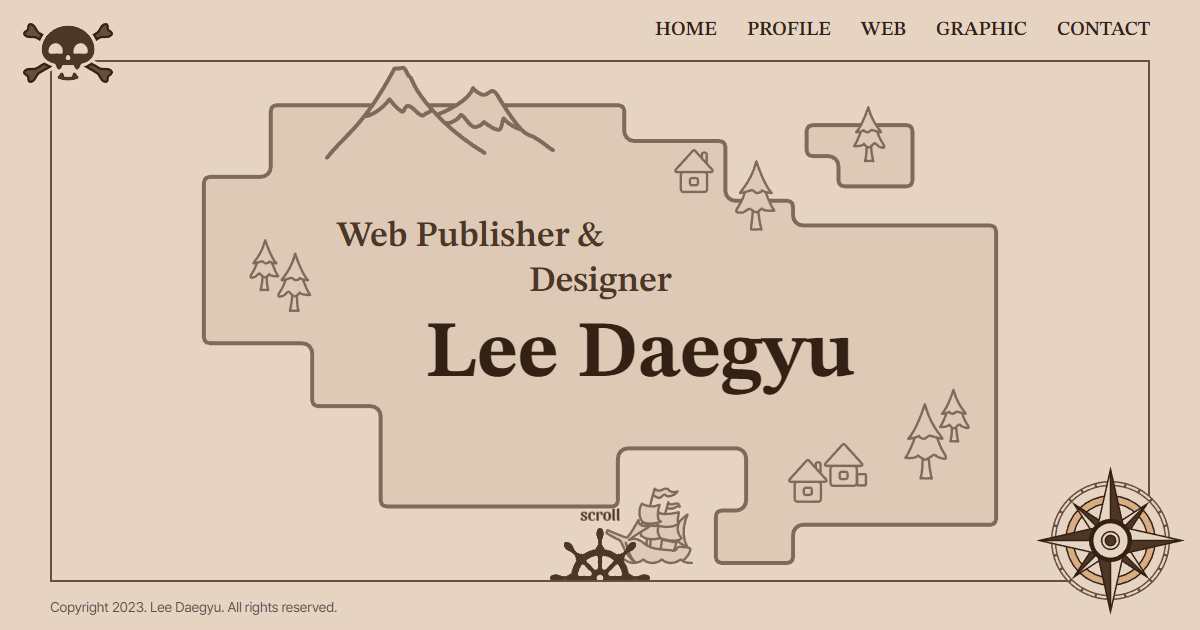 HOME PROFILE WEB GRAPHIC CONTACT
Web Publisher &
Designer
Lee Daegyu
scroll
Copyright 2023. Lee Daegyu. All rights reserved.